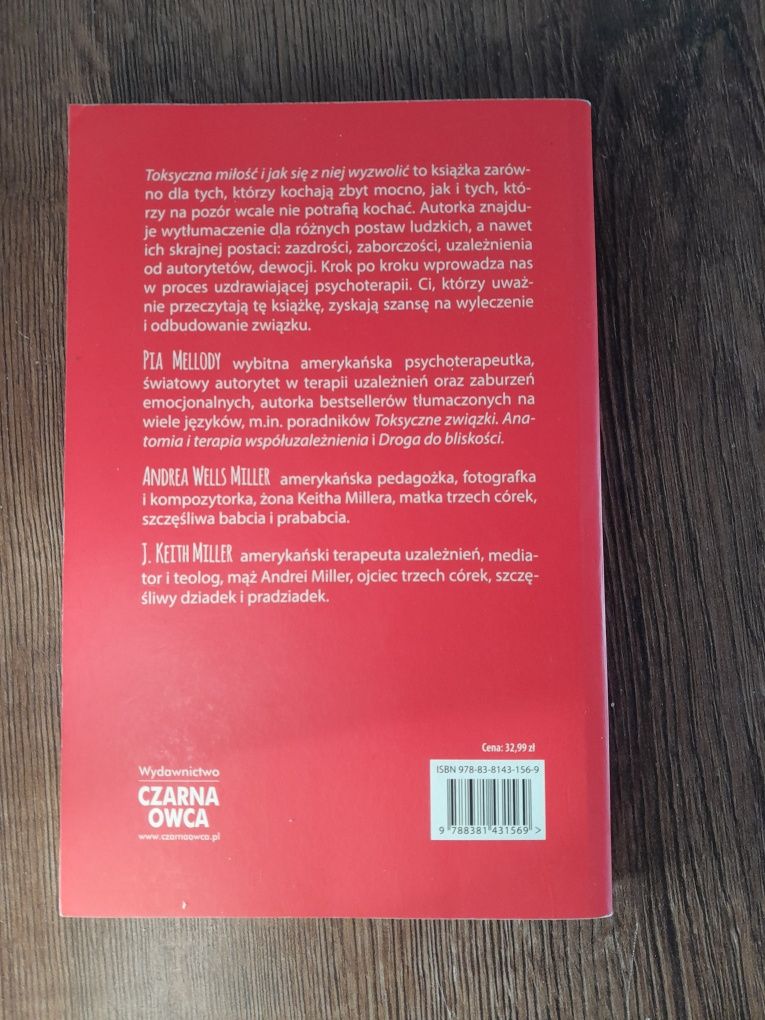 Toksyczna miłość i jak się z niej wyzwolić to książka zarów-
no dla tych, którzy kochają zbyt mocno, jak i tych, któ-
rzy na pozór wcale nie potrafią kochać. Autorka znajdu-
je wytłumaczenie dla różnych postaw ludzkich, a nawet
ich skrajnej postaci: zazdrości, zaborczości, uzależnienia
od autorytetów, dewocji. Krok po kroku wprowadza nas
w proces uzdrawiającej psychoterapii. Ci, którzy uważ-
nie przeczytają tę książkę, zyskają szansę na wyleczenie
i odbudowanie związku.
PIA MELLODY wybitna amerykańska psychoterapeutka,
światowy autorytet w terapii uzależnień oraz zaburzeń
emocjonalnych, autorka bestsellerów tłumaczonych na
wiele języków, m.in. poradników Toksyczne związki. Ana-
tomia i terapia współuzależnienia i Droga do bliskości.
ANDREA WELLS MILLER amerykańska pedagożka, fotografka
i kompozytorka, żona Keitha Millera, matka trzech córek,
szczęśliwa babcia i prababcia.
J. KEITH MILLER amerykański terapeuta uzależnień, media-
tor i teolog, mąż Andrei Miller, ojciec trzech córek, szczę-
śliwy dziadek i pradziadek.
Cena: 32,99 zł
ISBN 978-83-8143-156-9
9 788381 431569 >
Wydawnictwo
CZARNA
OWCA
www.czarnaowca.pl